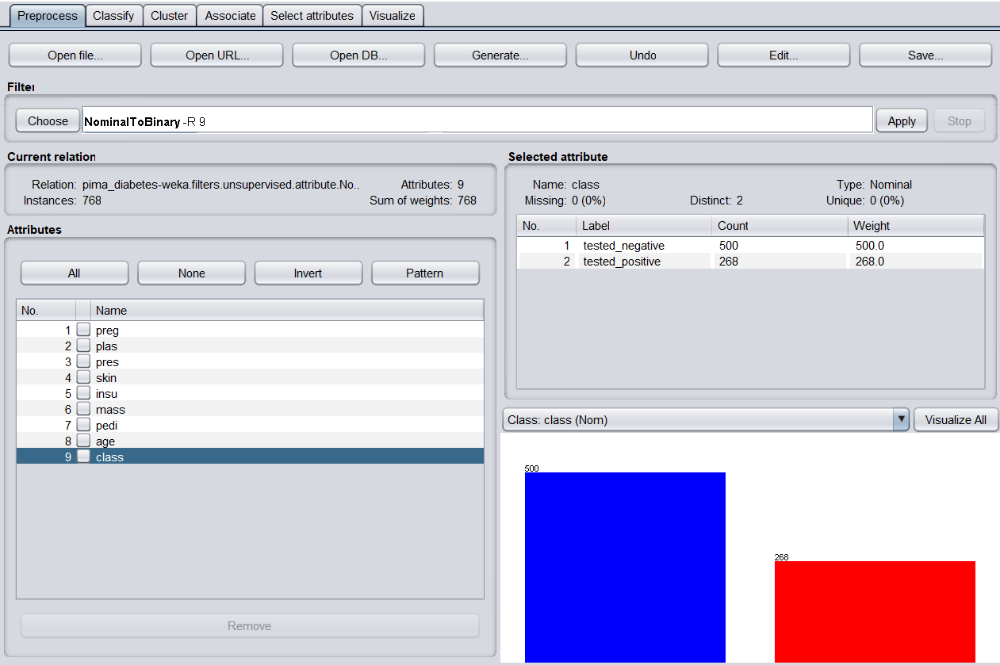 Preprocess Classify Cluster Associate Select attributes Visualize
Open file... Open URL... Open DB... Generate... Undo Edit... Save...
Filter
Choose NominalToBinary -R 9 Apply Stop
Current relation
Relation: pima_diabetes-weka.filters.unsupervised.attribute.No.. Attributes: 9
Instances: 768 Sum of weights: 768
Attributes
All None Invert Pattern
No. Name
1 preg
2 plas
3 pres
4 skin
5 insu
6 mass
7 pedi
8 age
9 class
Remove
Selected attribute
Name: class Type: Nominal
Missing: 0 (0%) Distinct: 2 Unique: 0 (0%)
No. Label Count Weight
1 tested_negative 500 500.0
2 tested_positive 268 268.0
Class: class (Nom) Visualize All
500
268